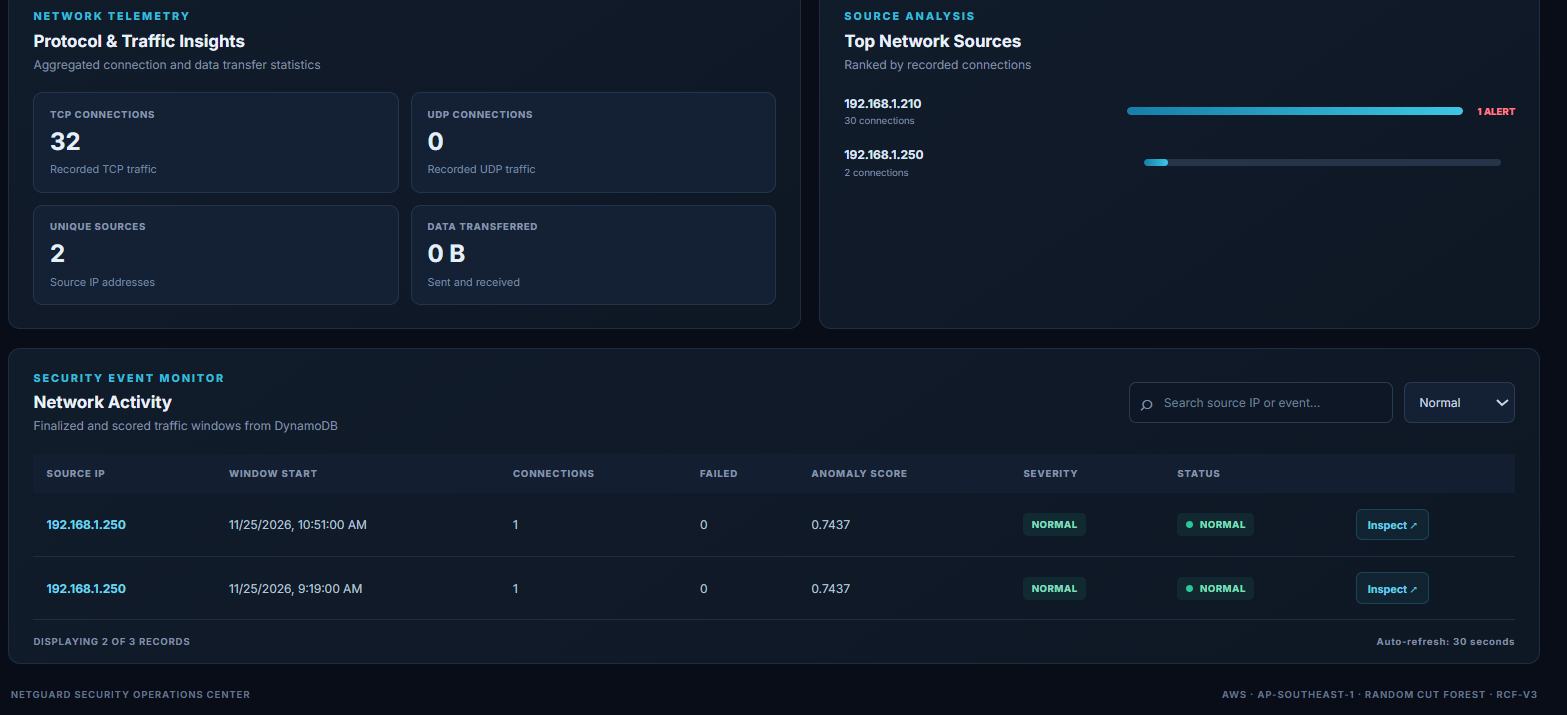 NETWORK TELEMETRY
Protocol & Traffic Insights
Aggregated connection and data transfer statistics
TCP CONNECTIONS
32
Recorded TCP traffic
UDP CONNECTIONS
0
Recorded UDP traffic
UNIQUE SOURCES
2
Source IP addresses
DATA TRANSFERRED
0 B
Sent and received
SOURCE ANALYSIS
Top Network Sources
Ranked by recorded connections
192.168.1.210
30 connections
1 ALERT
192.168.1.250
2 connections
SECURITY EVENT MONITOR
Network Activity
Finalized and scored traffic windows from DynamoDB
Search source IP or event...
Normal
SOURCE IP WINDOW START CONNECTIONS FAILED ANOMALY SCORE SEVERITY STATUS
192.168.1.250 11/25/2026, 10:51:00 AM 1 0 0.7437 NORMAL NORMAL Inspect ↗
192.168.1.250 11/25/2026, 9:19:00 AM 1 0 0.7437 NORMAL NORMAL Inspect ↗
DISPLAYING 2 OF 3 RECORDS
Auto-refresh: 30 seconds
NETGUARD SECURITY OPERATIONS CENTER
AWS · AP-SOUTHEAST-1 · RANDOM CUT FOREST · RCF-V3